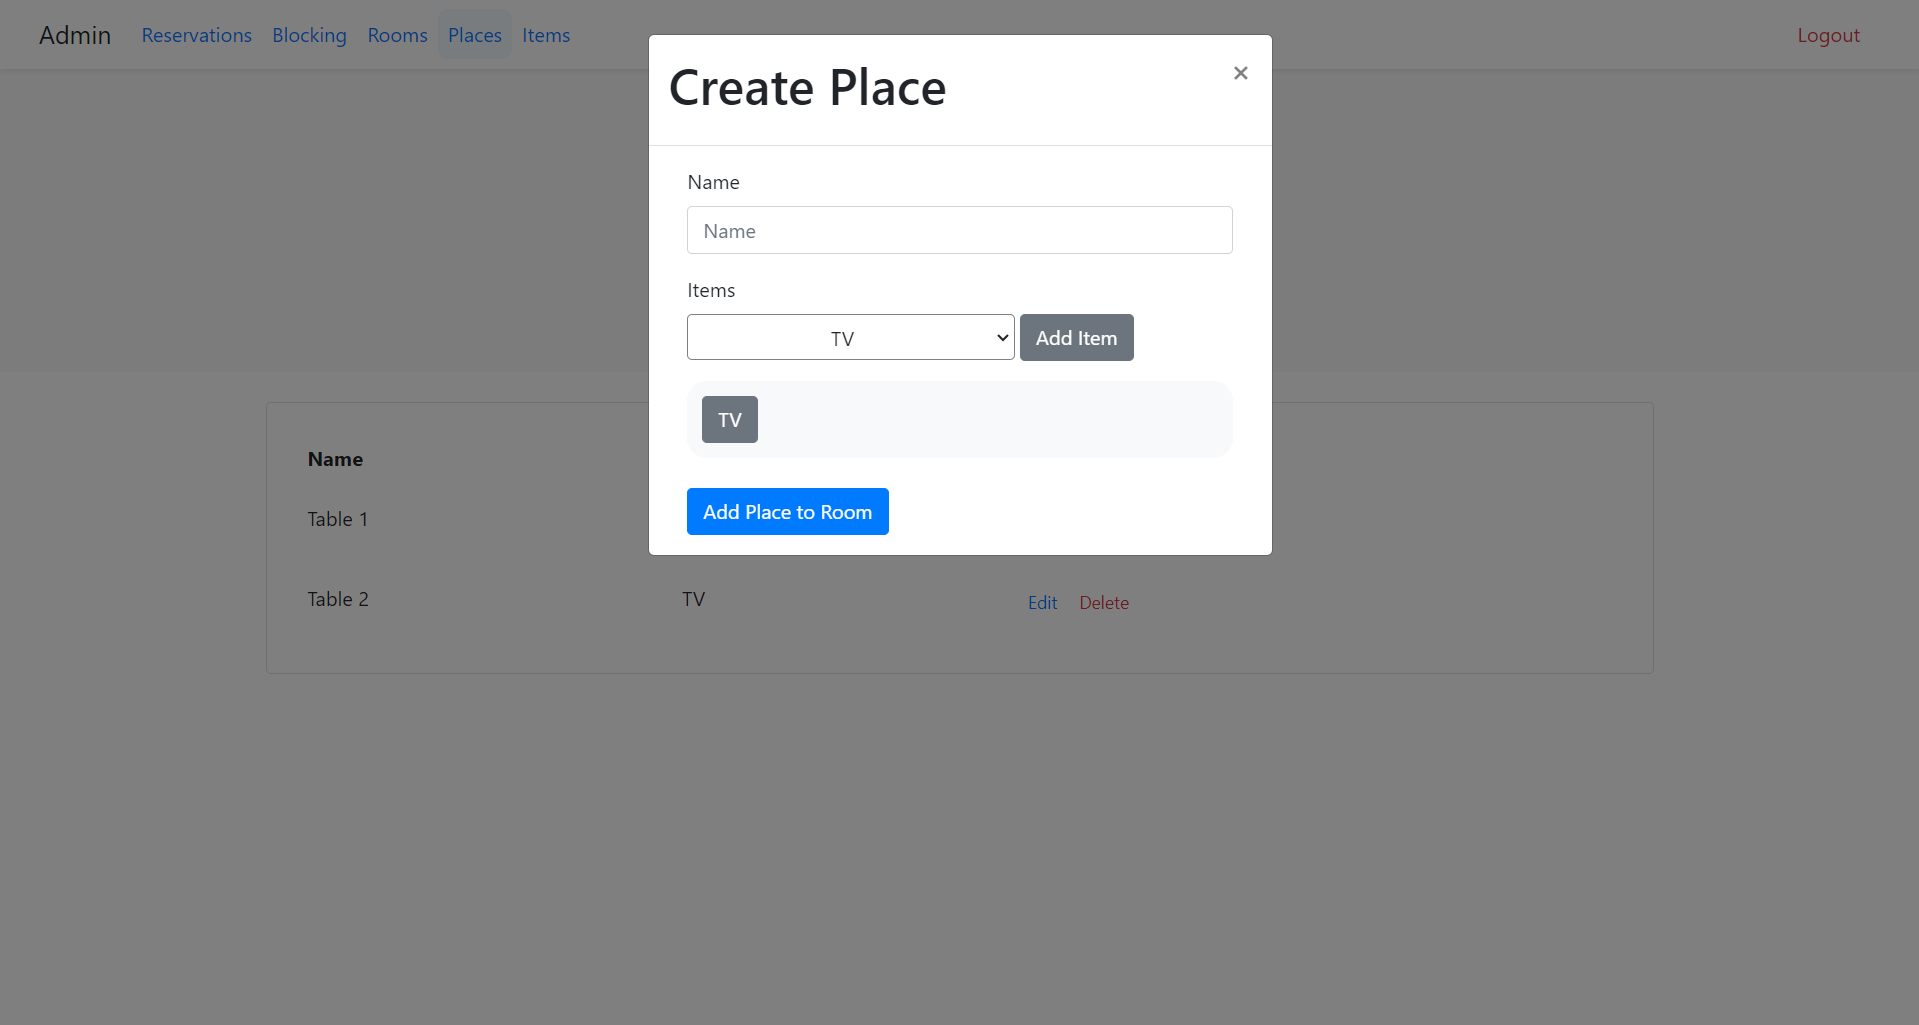 Admin Reservations Blocking Rooms Places Items Logout
Create Place ×
Name
Name
Items
TV Add Item
TV
Add Place to Room
Name
Table 1
Table 2 TV Edit Delete